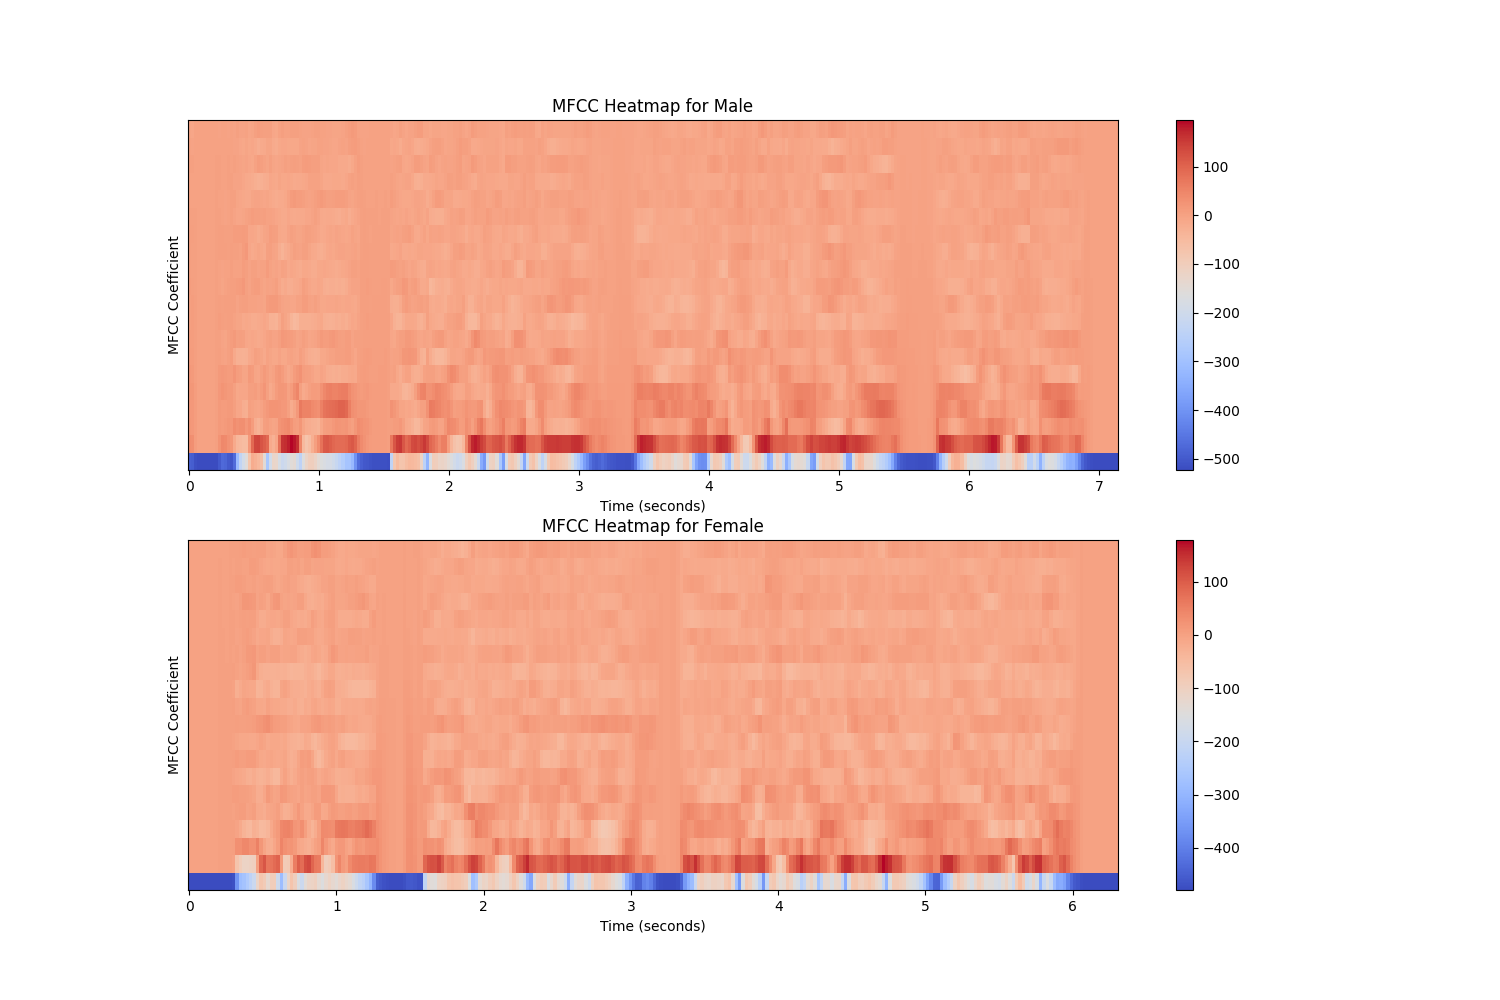 MFCC Heatmap for Male
MFCC Coefficient
100
0
−100
−200
−300
−400
−500
0 1 2 3 4 5 6 7
Time (seconds)
MFCC Heatmap for Female
MFCC Coefficient
100
0
−100
−200
−300
−400
0 1 2 3 4 5 6
Time (seconds)